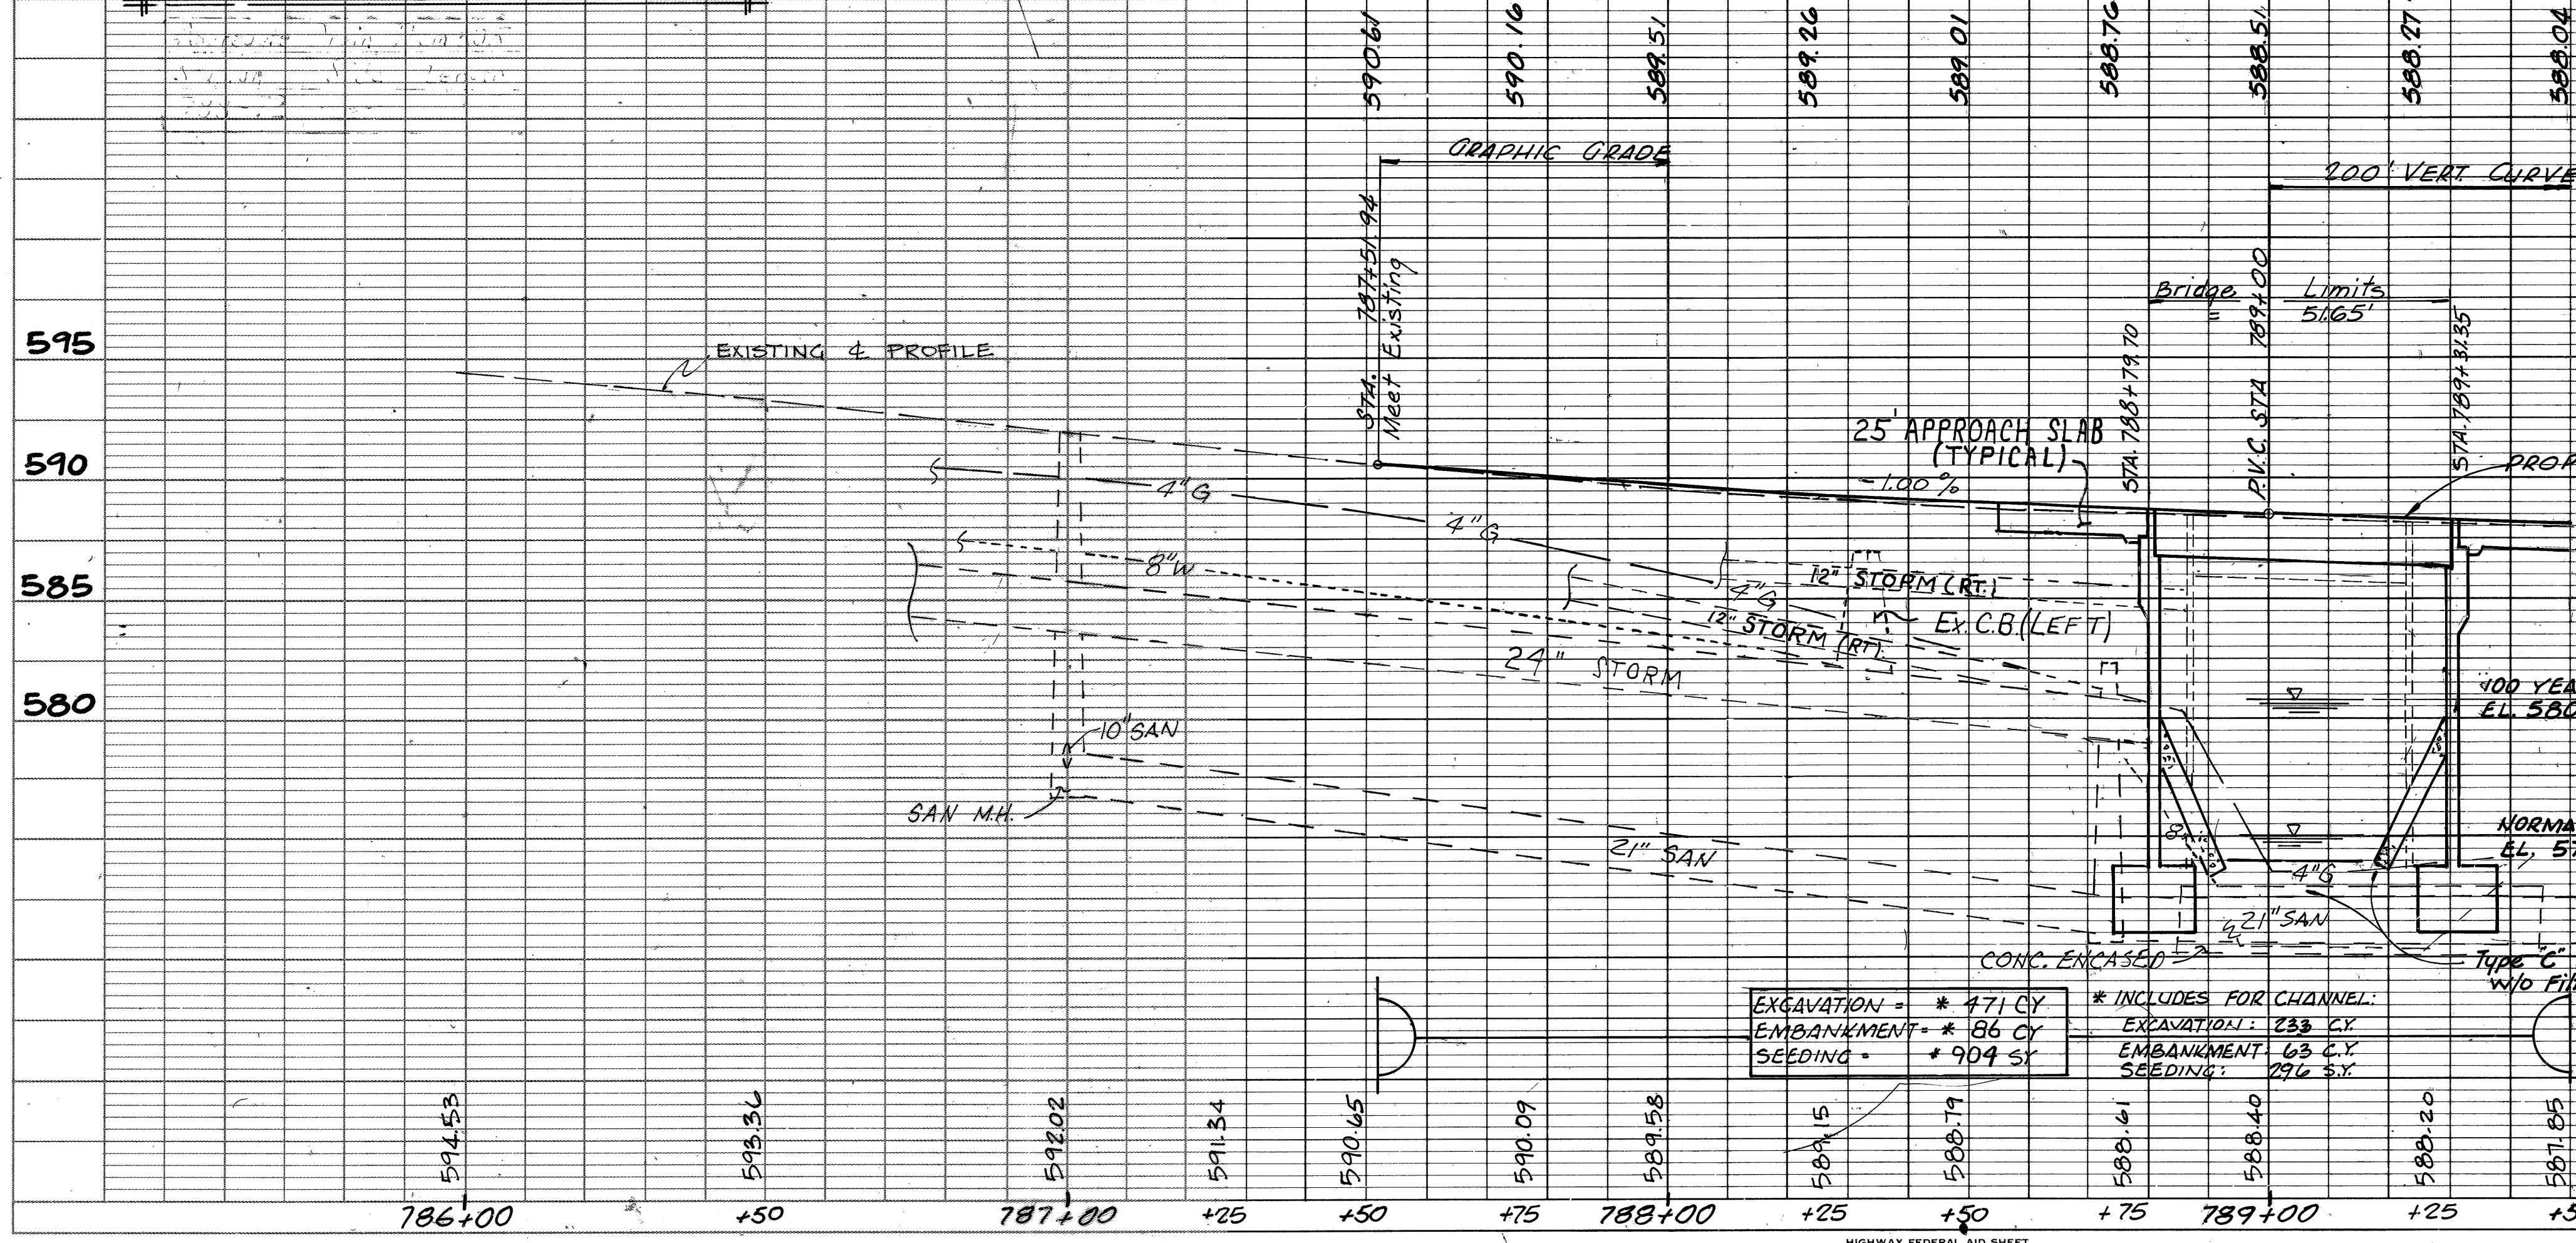 590.61
590.16
589.51
589.26
589.01
588.76
588.51
588.27
588.04
GRAPHIC GRADE
200' VERT. CURVE
STA. 787+51.94
Meet Existing
Bridge Limits
= 51.65'
STA. 788+79.70
P.V.C. STA 789+00
STA. 789+31.35
595
EXISTING ℄ PROFILE
25' APPROACH SLAB
(TYPICAL)
590
-1.00%
PROP
4"G
4"G
8"W
585
12" STORM (RT.)
4"G
12" STORM (RT).
EX. C.B. (LEFT)
24" STORM
580
100 YEA
EL. 580
10" SAN
SAN M.H.
8"
NORMA
EL. 57
21" SAN
4"G
21" SAN
CONC. ENCASED
Type "C"
W/O Fil
EXCAVATION = * 471 CY
EMBANKMENT = * 86 CY
SEEDING = * 904 SY
* INCLUDES FOR CHANNEL:
EXCAVATION: 233 C.Y.
EMBANKMENT: 63 C.Y.
SEEDING: 296 S.Y.
594.53
593.36
592.02
591.34
590.65
590.09
589.58
589.15
588.79
588.61
588.40
588.20
587.85
786+00
+50
787+00
+25
+50
+75
788+00
+25
+50
+75
789+00
+25
+5
HIGHWAY FEDERAL AID SHEET